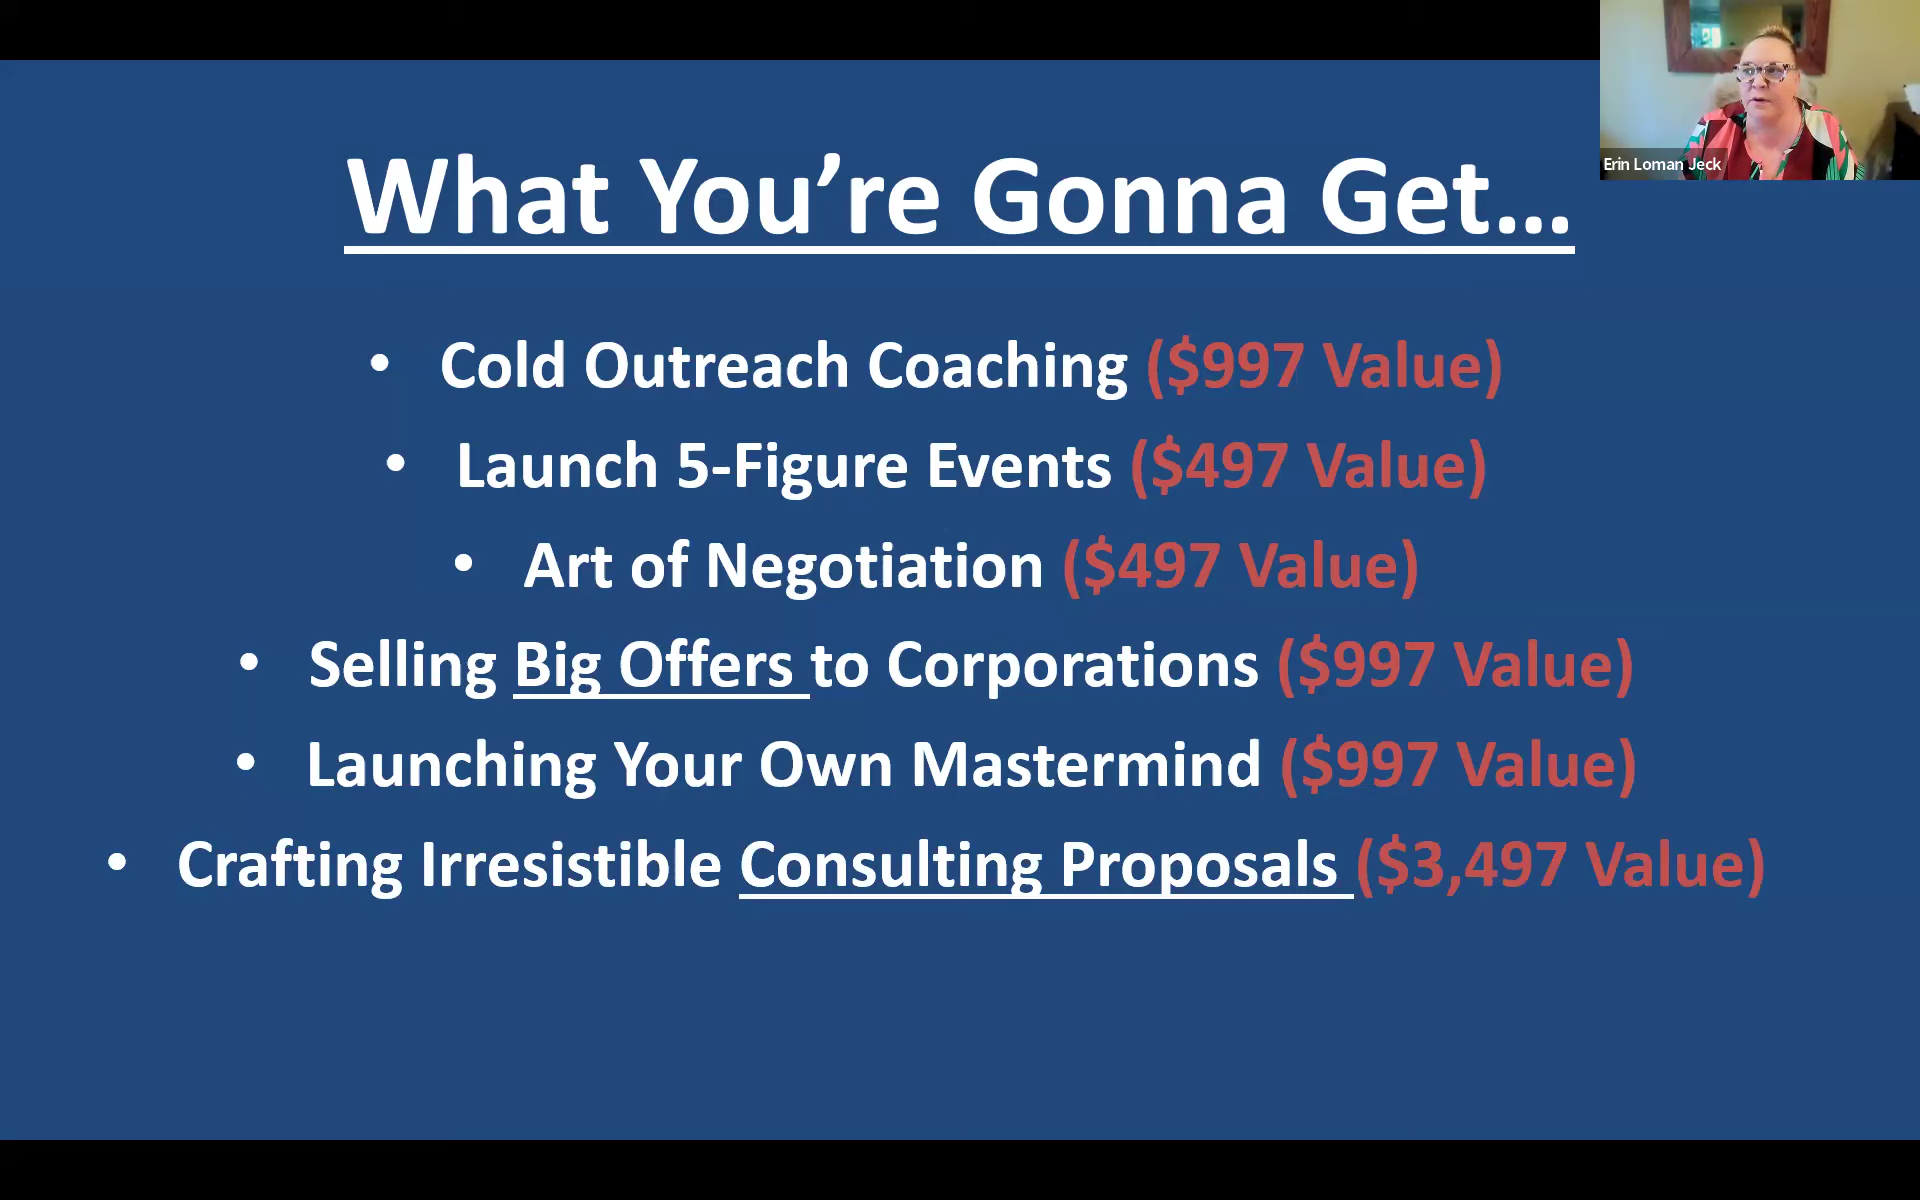 What You’re Gonna Get...
Erin Loman Jeck
• Cold Outreach Coaching ($997 Value)
• Launch 5-Figure Events ($497 Value)
• Art of Negotiation ($497 Value)
• Selling Big Offers to Corporations ($997 Value)
• Launching Your Own Mastermind ($997 Value)
• Crafting Irresistible Consulting Proposals ($3,497 Value)